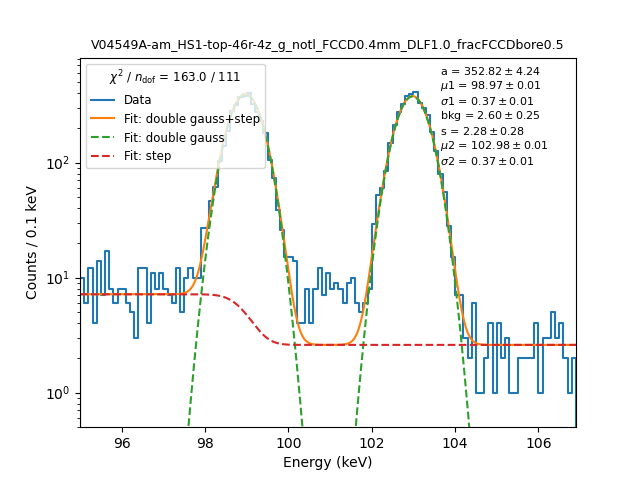 V04549A-am_HS1-top-46r-4z_g_notl_FCCD0.4mm_DLF1.0_fracFCCDbore0.5
χ² / n_dof = 163.0 / 111
Data
Fit: double gauss+step
Fit: double gauss
Fit: step
a = 352.82 ± 4.24
μ1 = 98.97 ± 0.01
σ1 = 0.37 ± 0.01
bkg = 2.60 ± 0.25
s = 2.28 ± 0.28
μ2 = 102.98 ± 0.01
σ2 = 0.37 ± 0.01
Counts / 0.1 keV
10²
10¹
10⁰
96 98 100 102 104 106
Energy (keV)